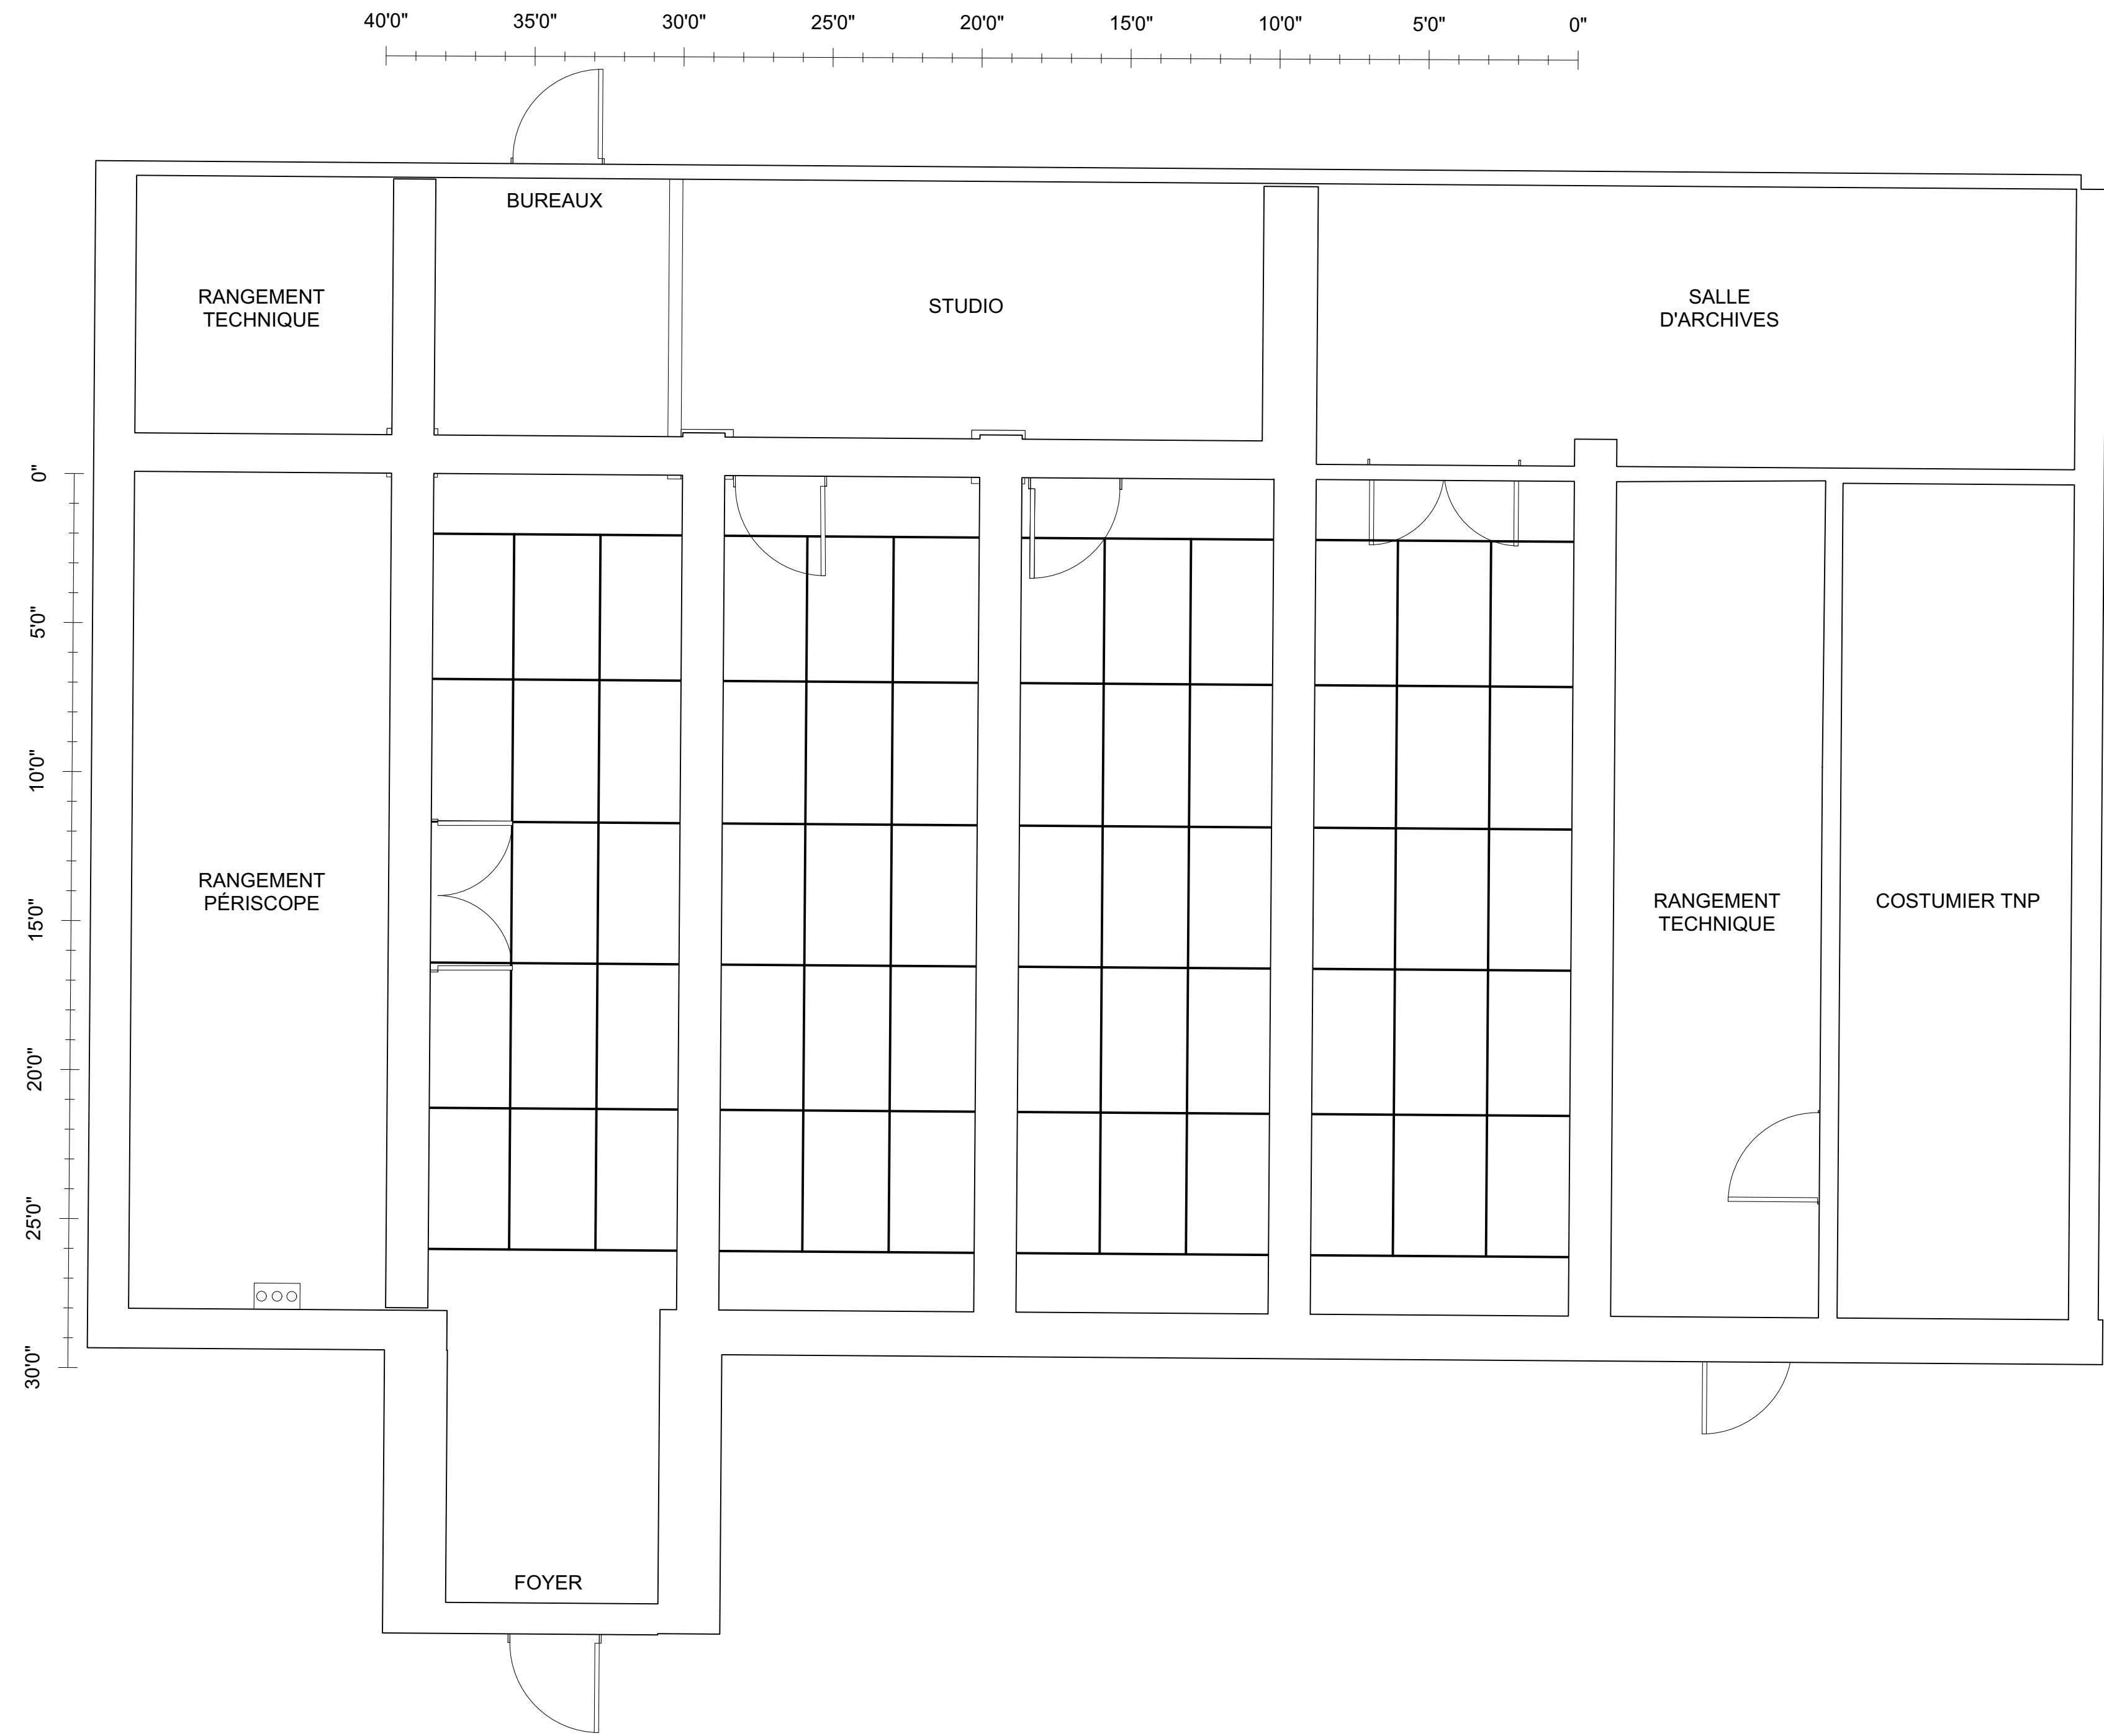 40'0" 35'0" 30'0" 25'0" 20'0" 15'0" 10'0" 5'0" 0"
BUREAUX
RANGEMENT
TECHNIQUE
STUDIO
SALLE
D'ARCHIVES
0"
5'0"
10'0"
15'0"
20'0"
25'0"
30'0"
RANGEMENT
PÉRISCOPE
RANGEMENT
TECHNIQUE
COSTUMIER TNP
FOYER